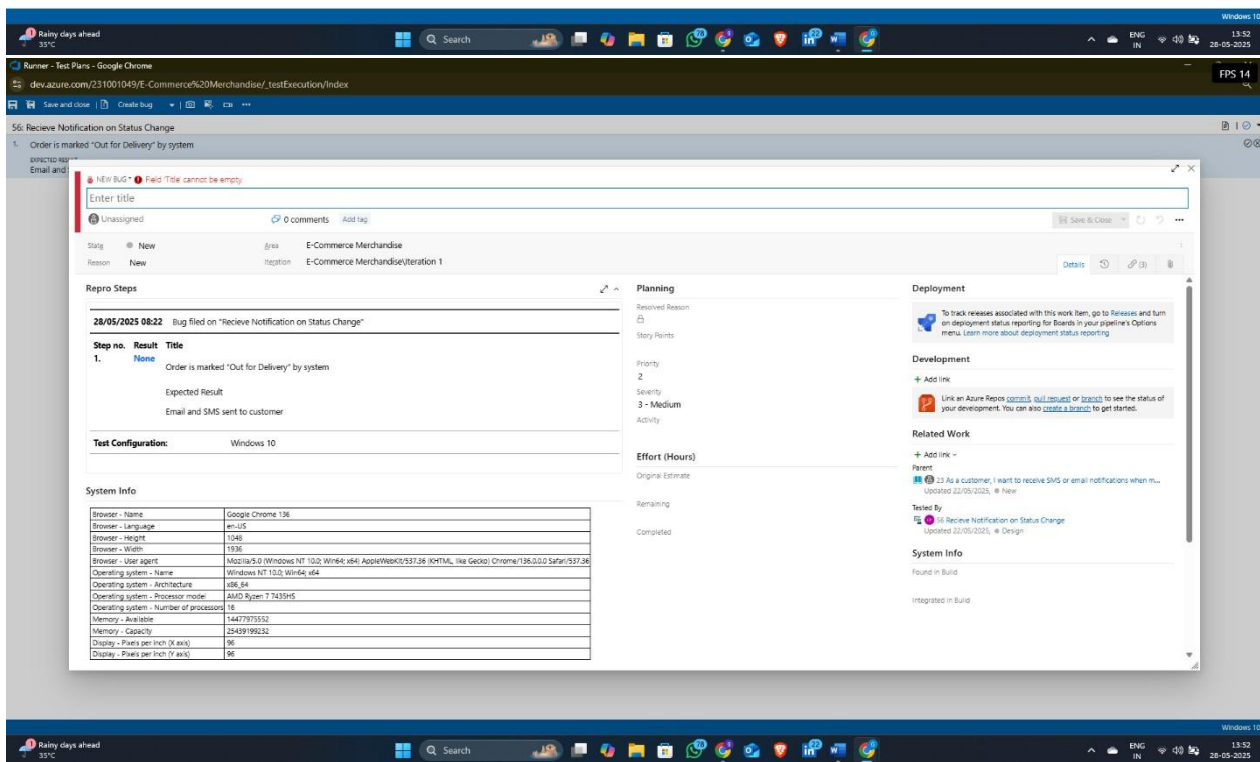 Windows 10
Rainy days ahead
35°C
Search
ENG
IN
13:52
28-05-2025
Runner - Test Plans - Google Chrome
dev.azure.com/231001049/E-Commerce%20Merchandise/_testExecution/Index
FPS 14
Save and close
Create bug
56: Recieve Notification on Status Change
1. Order is marked "Out for Delivery" by system
Email and
NEW BUG Field 'Title' cannot be empty.
Enter title
Unassigned
0 comments
Add tag
Save & Close
State New
Area E-Commerce Merchandise
Reason New
Iteration E-Commerce Merchandise\Iteration 1
Details
(3)
Repro Steps
28/05/2025 08:22 Bug filed on "Recieve Notification on Status Change"
Step no. Result Title
1. None
Order is marked "Out for Delivery" by system
Expected Result
Email and SMS sent to customer
Test Configuration: Windows 10
System Info
Browser - Name Google Chrome 136
Browser - Language en-US
Browser - Height 1048
Browser - Width 1936
Browser - User agent Mozilla/5.0 (Windows NT 10.0; Win64; x64) AppleWebKit/537.36 (KHTML, like Gecko) Chrome/136.0.0.0 Safari/537.36
Operating system - Name Windows NT 10.0; Win64; x64
Operating system - Architecture x86_64
Operating system - Processor model AMD Ryzen 7 7435HS
Operating system - Number of processors 16
Memory - Available 14477975552
Memory - Capacity 25439199232
Display - Pixels per inch (X axis) 96
Display - Pixels per inch (Y axis) 96
Planning
Resolved Reason
Story Points
Priority
2
Severity
3 - Medium
Activity
Effort (Hours)
Original Estimate
Remaining
Completed
Deployment
To track releases associated with this work item, go to Releases and turn
on deployment status reporting for Boards in your pipeline's Options
menu. Learn more about deployment status reporting
Development
+ Add link
Link an Azure Repos commit, pull request or branch to see the status of
your development. You can also create a branch to get started.
Related Work
+ Add link
Parent
23 As a customer, I want to receive SMS or email notifications when m...
Updated 22/05/2025, New
Tested By
56 Recieve Notification on Status Change
Updated 22/05/2025, Design
System Info
Found in Build
Integrated in Build
Windows 10
Rainy days ahead
35°C
Search
ENG
IN
13:52
28-05-2025